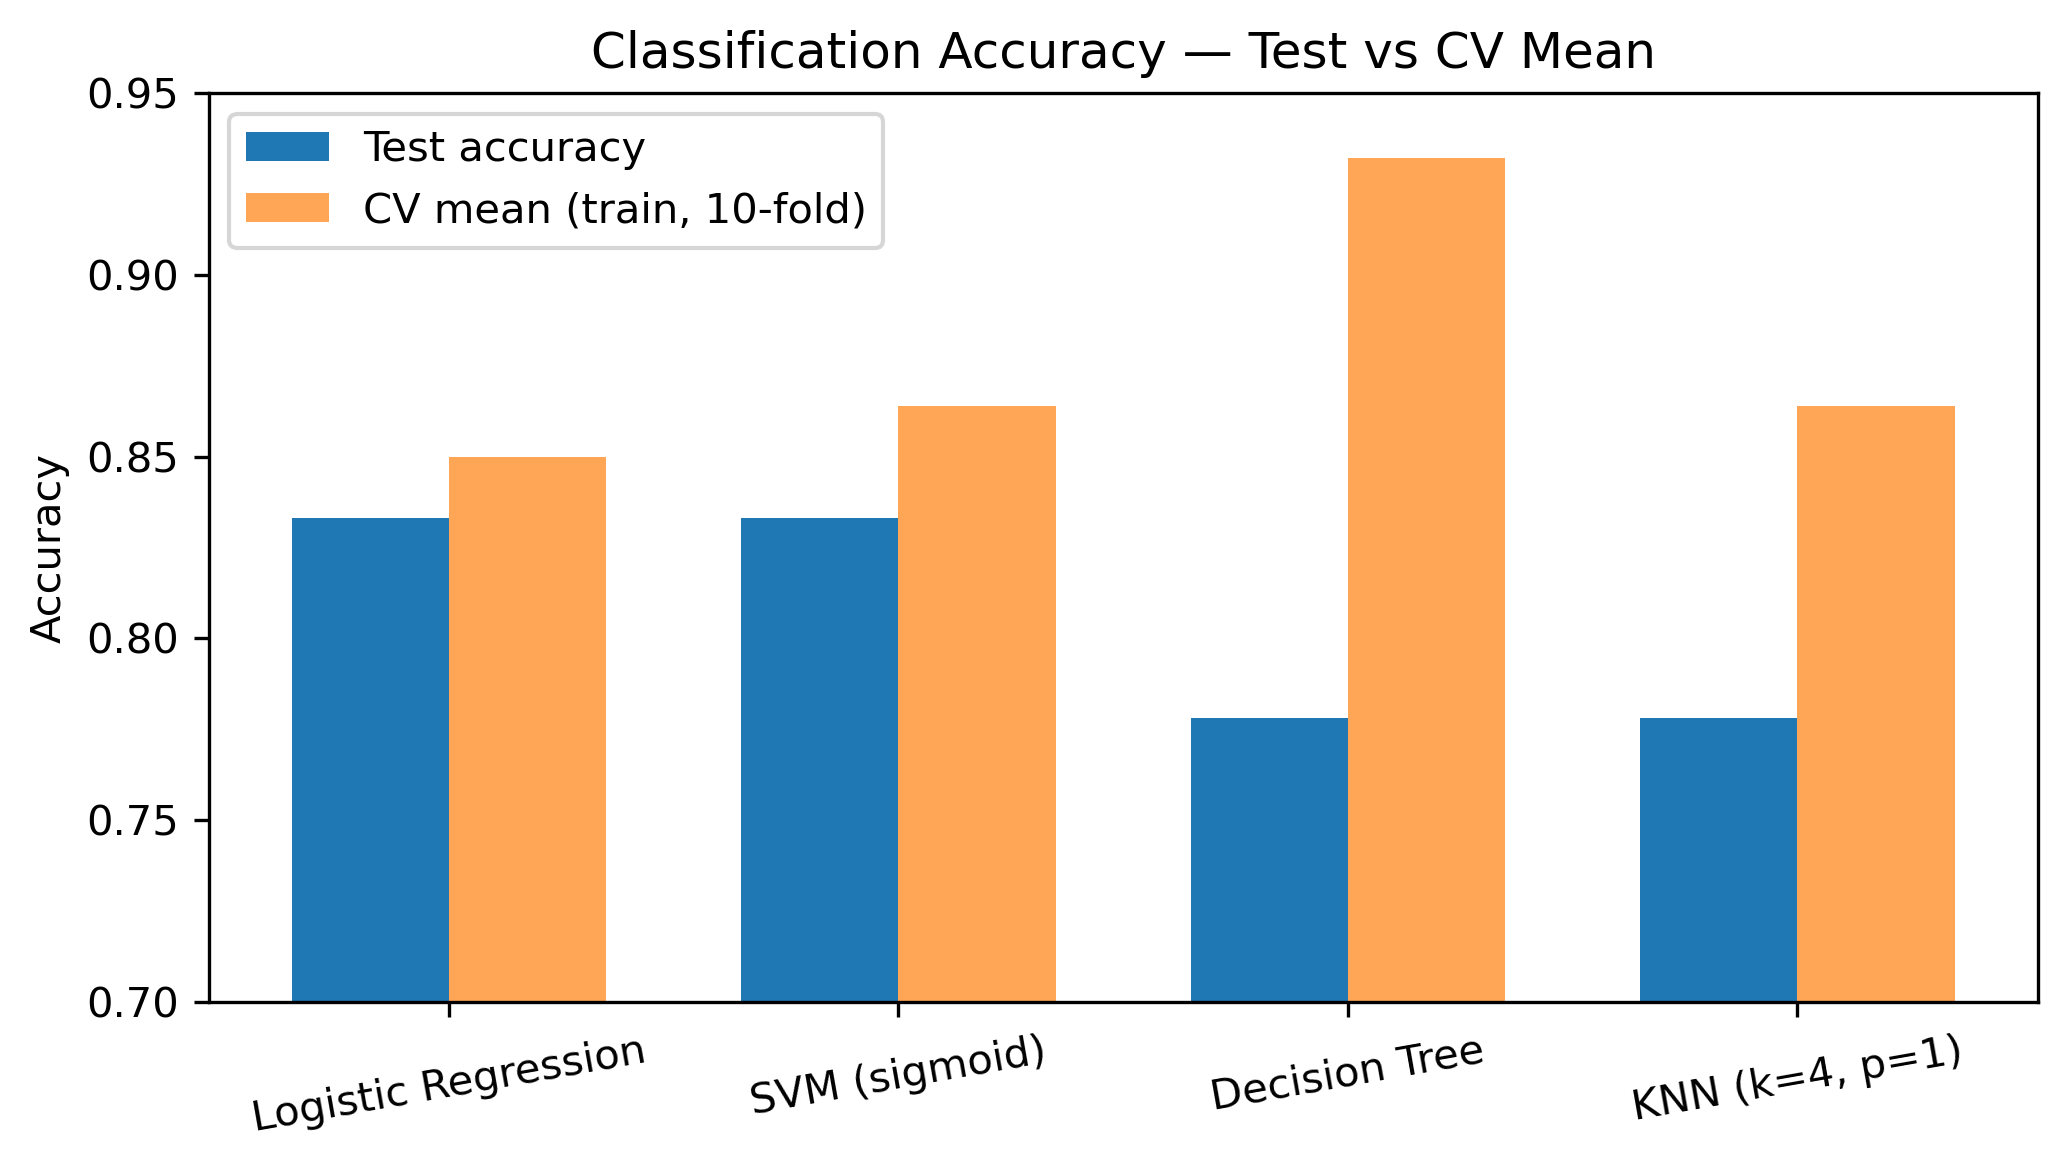 Classification Accuracy — Test vs CV Mean
Test accuracy
CV mean (train, 10-fold)
Accuracy
0.95
0.90
0.85
0.80
0.75
0.70
Logistic Regression
SVM (sigmoid)
Decision Tree
KNN (k=4, p=1)